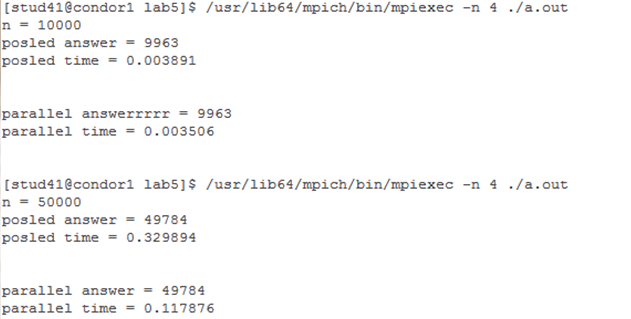 [stud41@condor1 lab5]$ /usr/lib64/mpich/bin/mpiexec -n 4 ./a.out
n = 10000
posled answer = 9963
posled time = 0.003891
parallel answerrrrr = 9963
parallel time = 0.003506
[stud41@condor1 lab5]$ /usr/lib64/mpich/bin/mpiexec -n 4 ./a.out
n = 50000
posled answer = 49784
posled time = 0.329894
parallel answer = 49784
parallel time = 0.117876